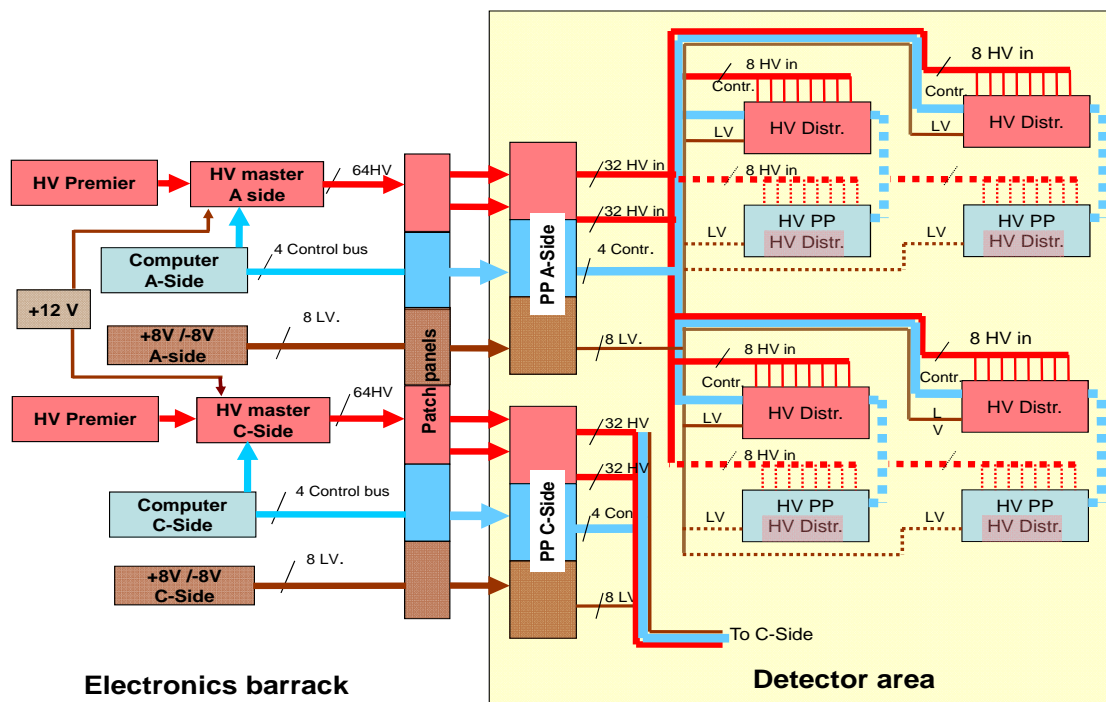 HV Premier
HV master
A side
64HV
Computer
A-Side
4 Control bus
+12 V
+8V /-8V
A-side
8 LV.
HV Premier
HV master
C-Side
64HV
Computer
C-Side
4 Control bus
+8V /-8V
C-Side
8 LV.
Patch panels
Electronics barrack
PP A-Side
32 HV in
32 HV in
4 Contr.
8 LV.
PP C-Side
32 HV
32 HV
4 Con
8 LV
To C-Side
8 HV in
Contr.
LV
HV Distr.
8 HV in
Contr.
LV
HV Distr.
8 HV in
LV
HV PP
HV Distr.
LV
HV PP
HV Distr.
8 HV in
Contr.
LV
HV Distr.
8 HV in
Contr.
L
V
HV Distr.
8 HV in
LV
HV PP
HV Distr.
LV
HV PP
HV Distr.
Detector area